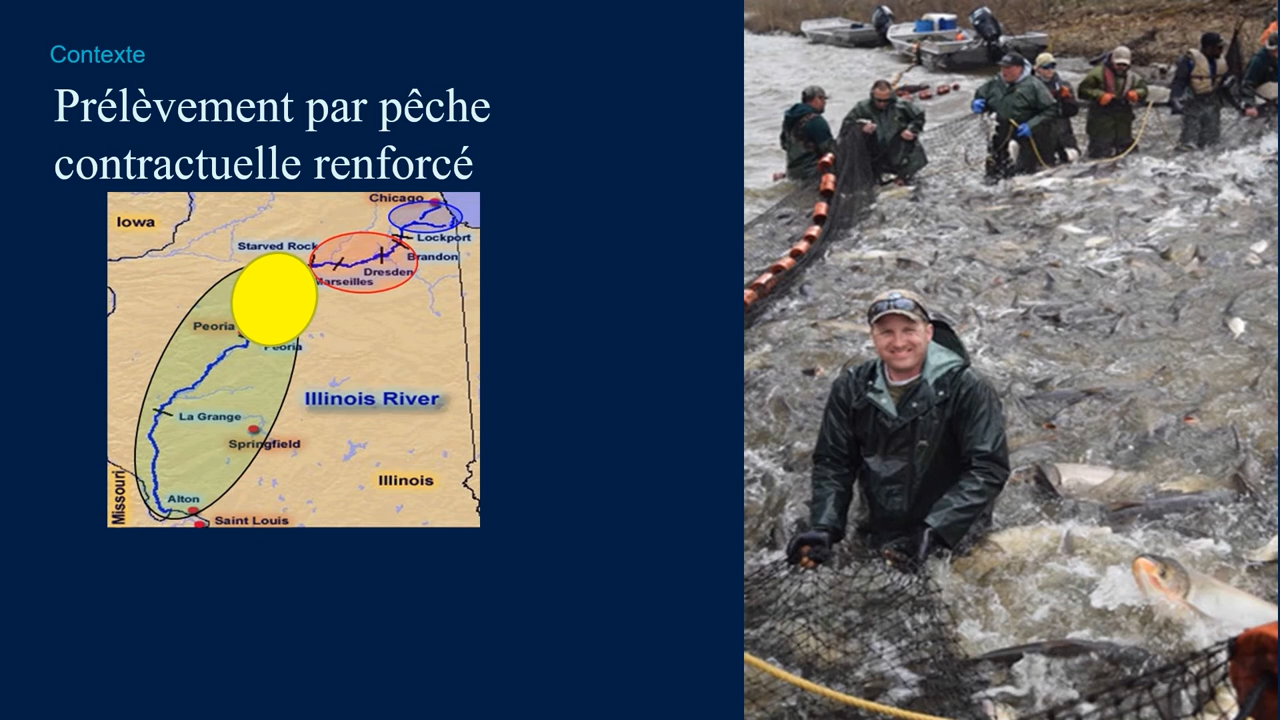 Contexte
Prélèvement par pêche
contractuelle renforcé
Chicago
Iowa
Lockport
Starved Rock
Brandon
Dresden
Marseilles
Peoria
Peoria
Illinois River
La Grange
Springfield
Illinois
Missouri
Alton
Saint Louis